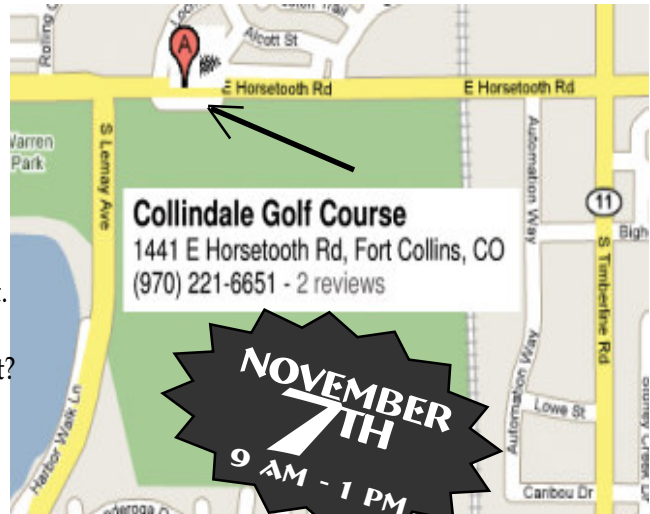 Alcott St
A
E Horsetooth Rd
E Horsetooth Rd
Warren
Park
S Lemay Ave
Automation Way
Collindale Golf Course
1441 E Horsetooth Rd, Fort Collins, CO
(970) 221-6651 - 2 reviews
11
S Timberline Rd
NOVEMBER
7TH
9 AM - 1 PM
Automation Way
Lowe St
Harbor Walk Ln
Caribou Dr